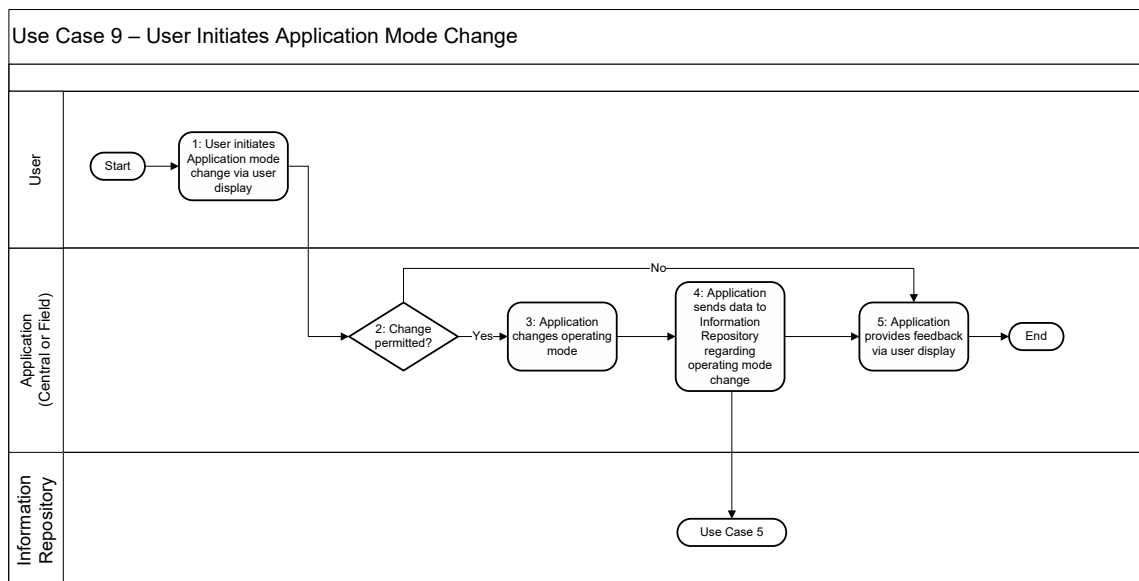 Use Case 9 – User Initiates Application Mode Change
User
Start
1: User initiates
Application mode
change via user
display
Application
(Central or Field)
No
2: Change
permitted?
Yes
3: Application
changes operating
mode
4: Application
sends data to
Information
Repository
regarding
operating mode
change
5: Application
provides feedback
via user display
End
Information
Repository
Use Case 5